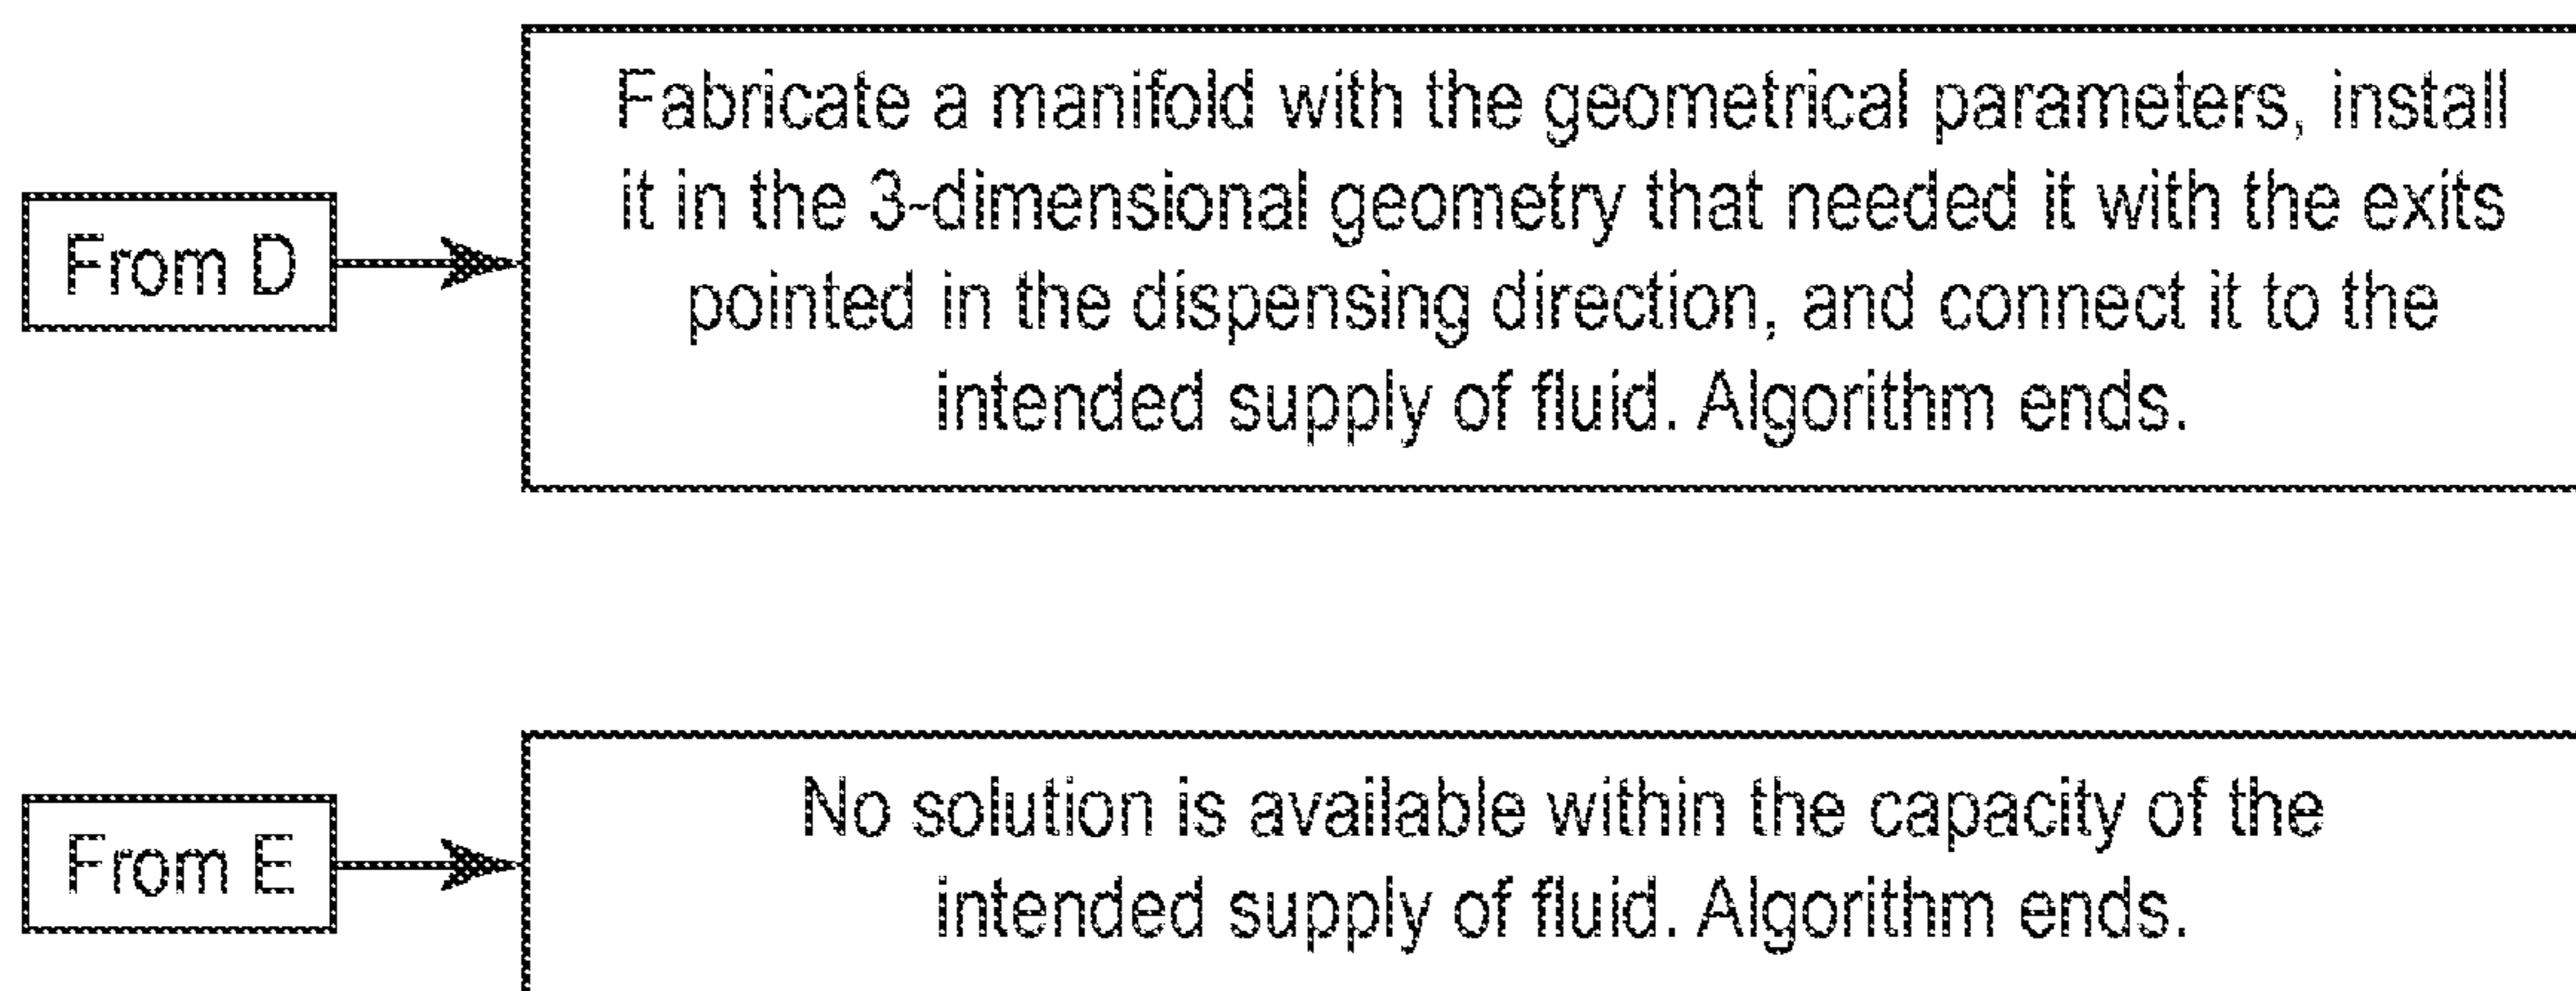 Fabricate a manifold with the geometrical parameters, install
it in the 3-dimensional geometry that needed it with the exits
From D
pointed in the dispensing direction, and connect it to the
intended supply of fluid. Algorithm ends.
No solution is available within the capacity of the
From E
intended supply of fluid. Algorithm ends.